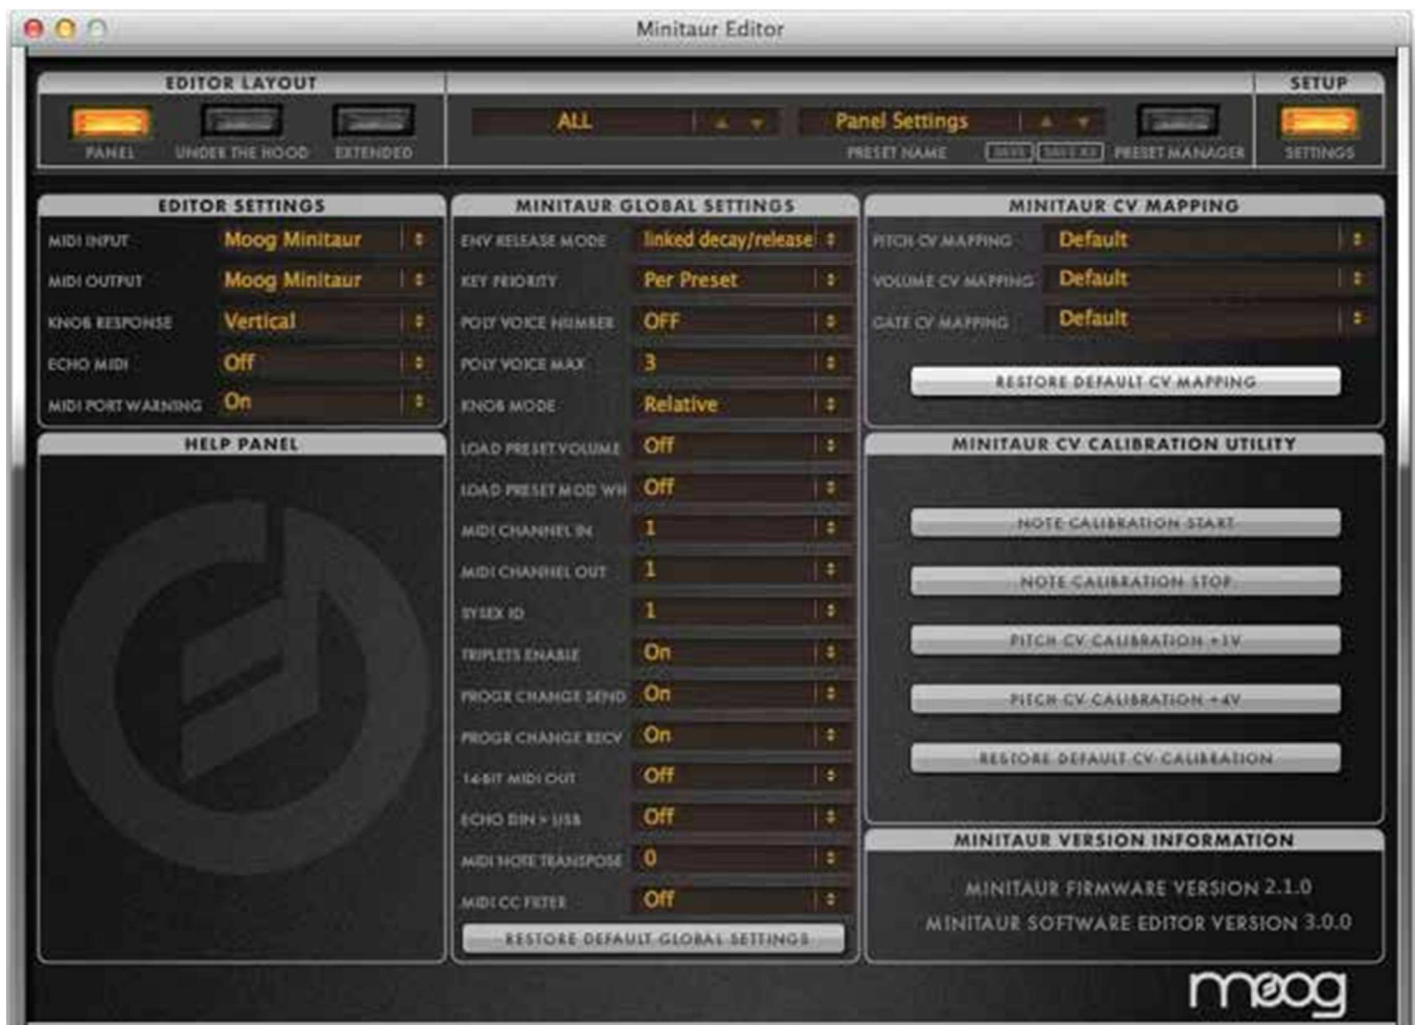 Minitaur Editor
EDITOR LAYOUT
SETUP
ALL
Panel Settings
PANEL
UNDER THE HOOD
EXTENDED
PRESET NAME
SAVE
SAVE AS
PRESET MANAGER
SETTINGS
EDITOR SETTINGS
MIDI INPUT Moog Minitaur
MIDI OUTPUT Moog Minitaur
KNOB RESPONSE Vertical
ECHO MIDI Off
MIDI PORT WARNING On
HELP PANEL
MINITAUR GLOBAL SETTINGS
ENV RELEASE MODE linked decay/release
KEY PRIORITY Per Preset
POLY VOICE NUMBER OFF
POLY VOICE MAX 3
KNOB MODE Relative
LOAD PRESET VOLUME Off
LOAD PRESET MOD WH Off
MIDI CHANNEL IN 1
MIDI CHANNEL OUT 1
SYSEX ID 1
TRIPLETS ENABLE On
PROGR CHANGE SEND On
PROGR CHANGE RECV On
14-BIT MIDI OUT Off
ECHO DIN > USB Off
MIDI NOTE TRANSPOSE 0
MIDI CC FILTER Off
RESTORE DEFAULT GLOBAL SETTINGS
MINITAUR CV MAPPING
PITCH CV MAPPING Default
VOLUME CV MAPPING Default
GATE CV MAPPING Default
RESTORE DEFAULT CV MAPPING
MINITAUR CV CALIBRATION UTILITY
NOTE CALIBRATION START
NOTE CALIBRATION STOP
PITCH CV CALIBRATION +1V
PITCH CV CALIBRATION +4V
RESTORE DEFAULT CV CALIBRATION
MINITAUR VERSION INFORMATION
MINITAUR FIRMWARE VERSION 2.1.0
MINITAUR SOFTWARE EDITOR VERSION 3.0.0
moog